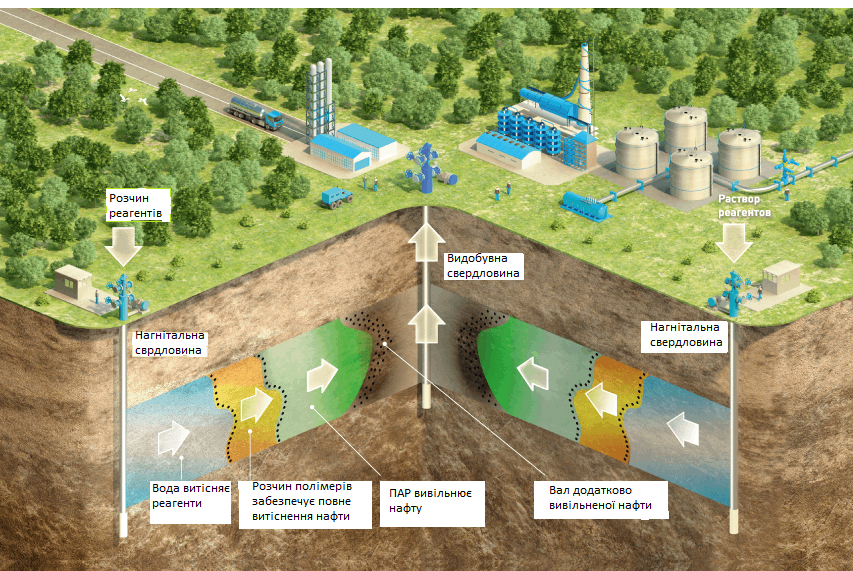 Розчин
реагентів
Раствор
реагентов
Видобувна
свердловина
Нагнітальна
сврдловина
Нагнітальна
свердловина
Вода витісняє
реагенти
Розчин полімерів
забезпечує повне
витіснення нафти
ПАР вивільнює
нафту
Вал додатково
вивільненої нафти